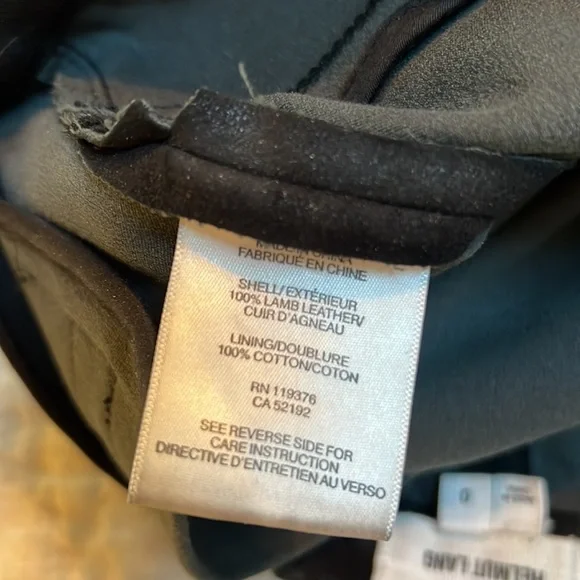 MADE IN CHINA
FABRIQUÉ EN CHINE
SHELL/EXTÉRIEUR
100% LAMB LEATHER/
CUIR D'AGNEAU
LINING/DOUBLURE
100% COTTON/COTON
RN 119376
CA 52192
SEE REVERSE SIDE FOR
CARE INSTRUCTION
DIRECTIVE D'ENTRETIEN AU VERSO
0
HELMUT LANG